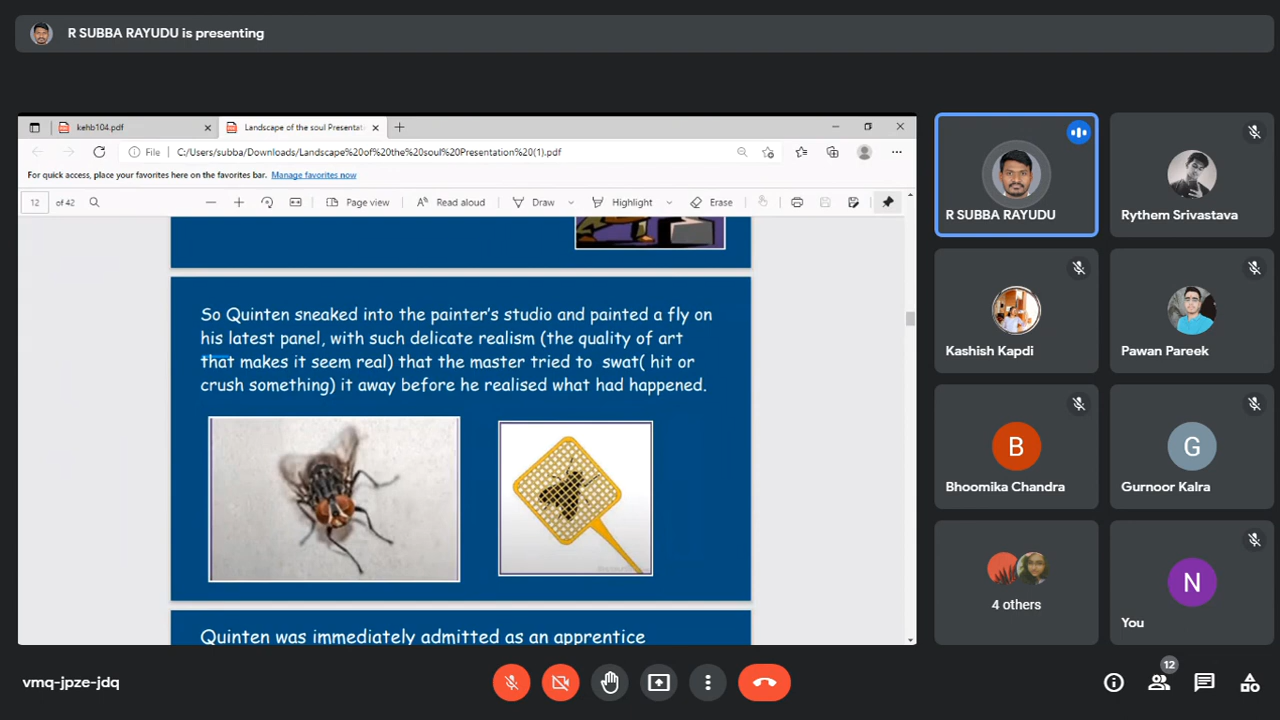 R SUBBA RAYUDU is presenting
kehb104.pdf
Landscape of the soul Presentati
File
C:/Users/subba/Downloads/Landscape%20of%20the%20soul%20Presentation%20(1).pdf
For quick access, place your favorites here on the favorites bar. Manage favorites now
12 of 42
Page view
Read aloud
Draw
Highlight
Erase
So Quinten sneaked into the painter's studio and painted a fly on
his latest panel, with such delicate realism (the quality of art
that makes it seem real) that the master tried to swat( hit or
crush something) it away before he realised what had happened.
Quinten was immediately admitted as an apprentice
R SUBBA RAYUDU
Rythem Srivastava
Kashish Kapdi
Pawan Pareek
B
Bhoomika Chandra
G
Gurnoor Kalra
4 others
N
You
vmq-jpze-jdq
12